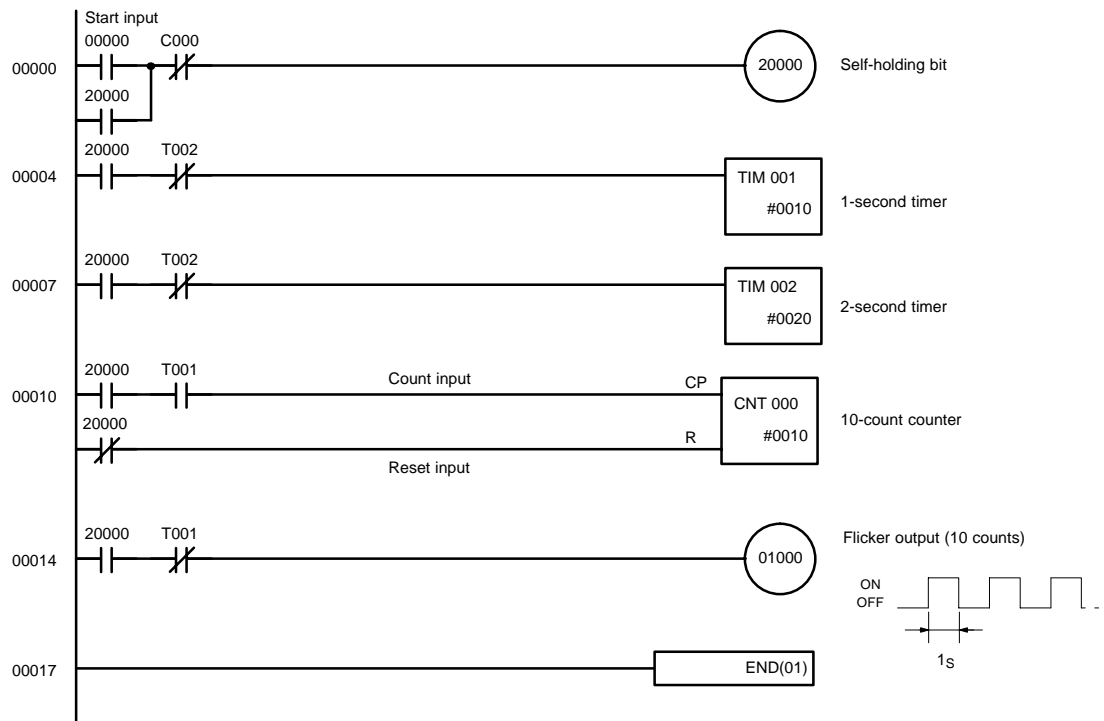 Start input
00000 C000
00000
20000
Self-holding bit
20000
20000 T002
00004
TIM 001
#0010
1-second timer
20000 T002
00007
TIM 002
#0020
2-second timer
20000 T001
Count input
CP
00010
CNT 000
#0010
10-count counter
20000
R
Reset input
20000 T001
00014
01000
Flicker output (10 counts)
ON
OFF
1S
00017
END(01)